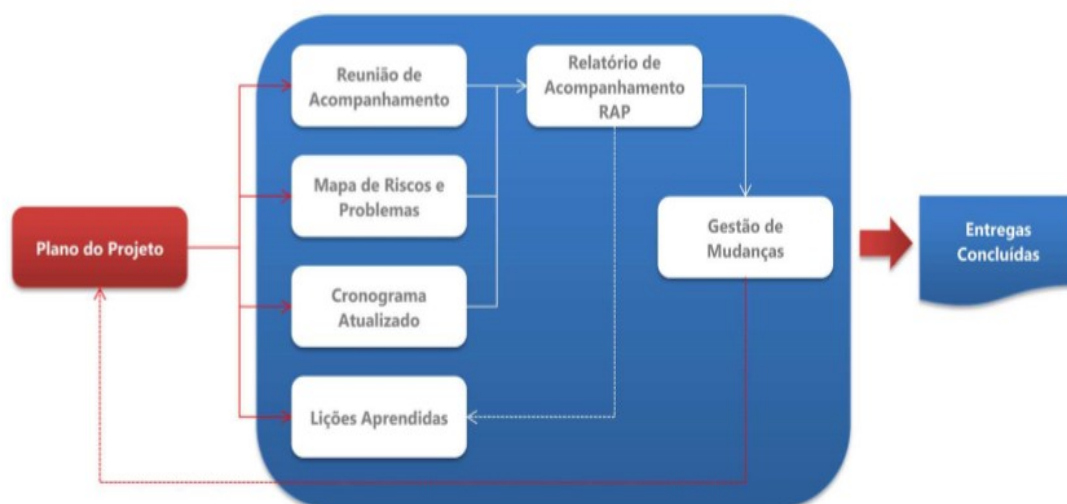 Plano do Projeto
Reunião de
Acompanhamento
Mapa de Riscos e
Problemas
Cronograma
Atualizado
Lições Aprendidas
Relatório de
Acompanhamento
RAP
Gestão de
Mudanças
Entregas
Concluídas